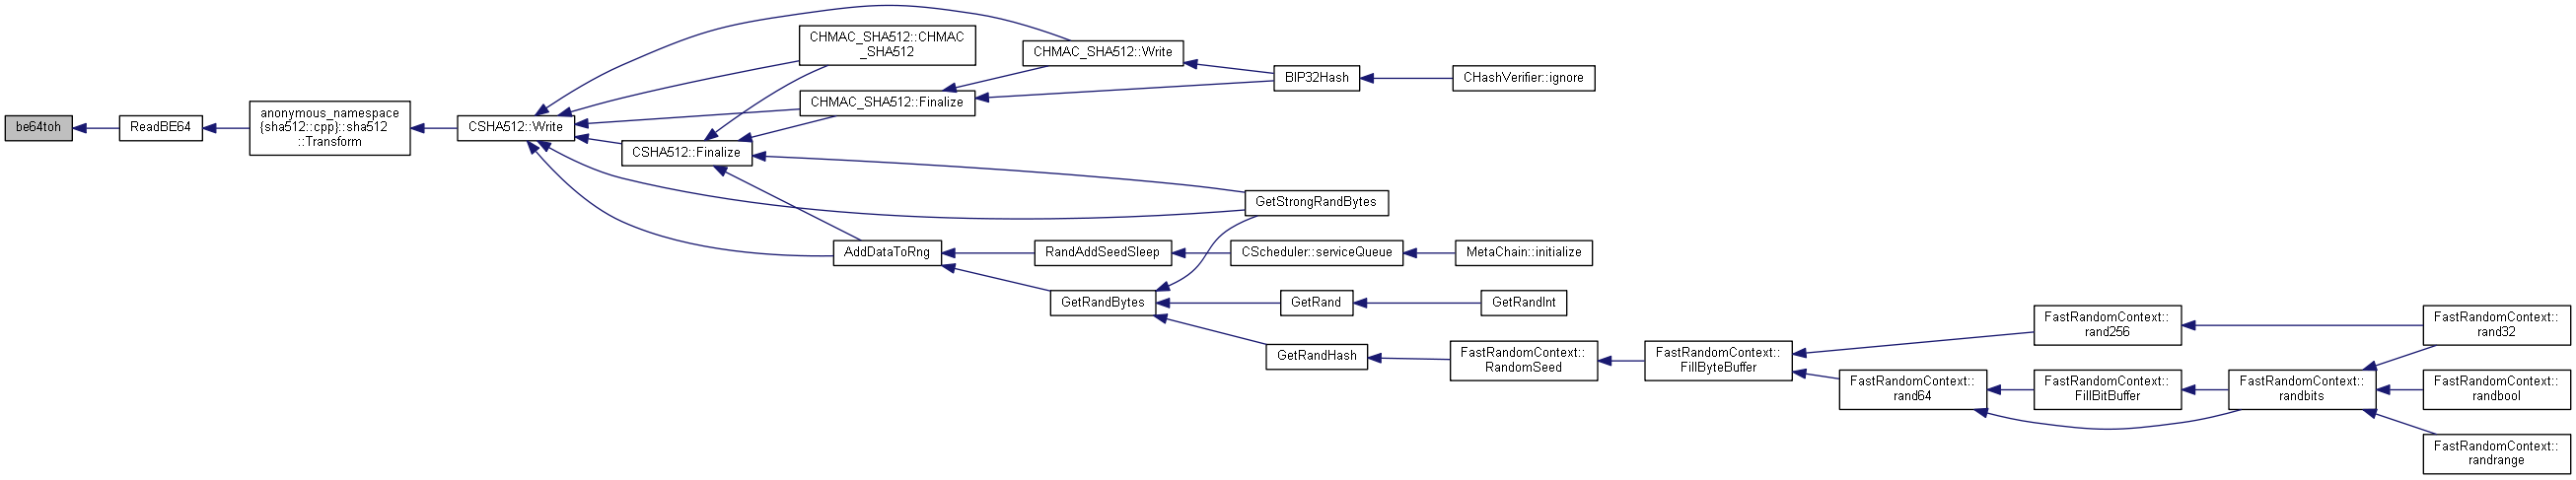 be64toh
ReadBE64
anonymous_namespace
{sha512::cpp}::sha512
::Transform
CSHA512::Write
CHMAC_SHA512::CHMAC
_SHA512
CHMAC_SHA512::Finalize
CSHA512::Finalize
CHMAC_SHA512::Write
BIP32Hash
CHashVerifier::ignore
GetStrongRandBytes
AddDataToRng
RandAddSeedSleep
CScheduler::serviceQueue
MetaChain::initialize
GetRandBytes
GetRand
GetRandInt
GetRandHash
FastRandomContext::
RandomSeed
FastRandomContext::
FillByteBuffer
FastRandomContext::
rand256
FastRandomContext::
rand64
FastRandomContext::
FillBitBuffer
FastRandomContext::
randbits
FastRandomContext::
rand32
FastRandomContext::
randbool
FastRandomContext::
randrange